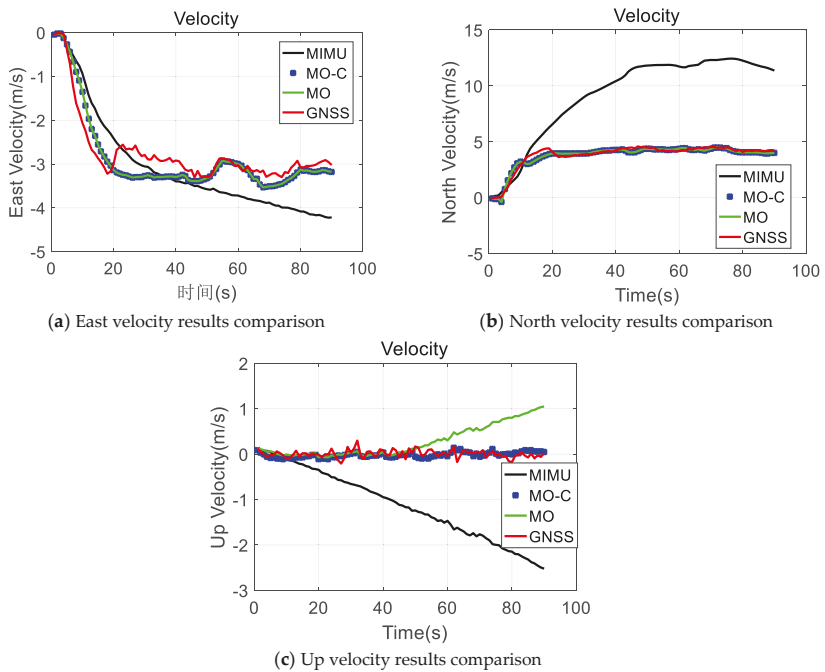 Velocity
0
-1
-2
-3
-4
-5
East Velocity(m/s)
MIMU
MO-C
MO
GNSS
0 20 40 60 80 100
时间(s)
(a) East velocity results comparison
Velocity
15
10
5
0
-5
North Velocity(m/s)
MIMU
MO-C
MO
GNSS
0 20 40 60 80 100
Time(s)
(b) North velocity results comparison
Velocity
2
1
0
-1
-2
-3
Up Velocity(m/s)
MIMU
MO-C
MO
GNSS
0 20 40 60 80 100
Time(s)
(c) Up velocity results comparison